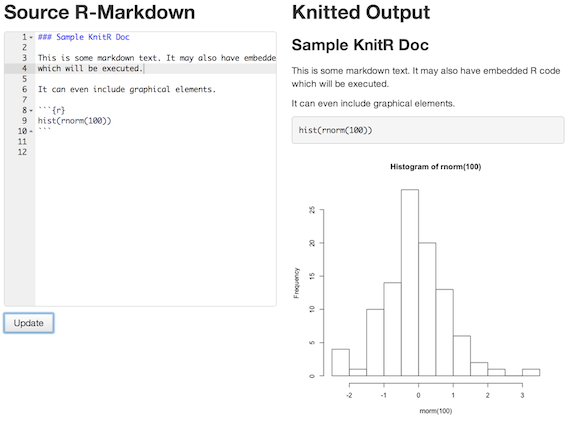 Source R-Markdown
1 ### Sample KnitR Doc
2
3 This is some markdown text. It may also have embedde
4 which will be executed.
5
6 It can even include graphical elements.
7
8 ```{r}
9 hist(rnorm(100))
10 ```
11
12
Update
Knitted Output
Sample KnitR Doc
This is some markdown text. It may also have embedded R code
which will be executed.
It can even include graphical elements.
hist(rnorm(100))
Histogram of rnorm(100)
Frequency
0 5 10 15 20 25
-2 -1 0 1 2 3
rnorm(100)